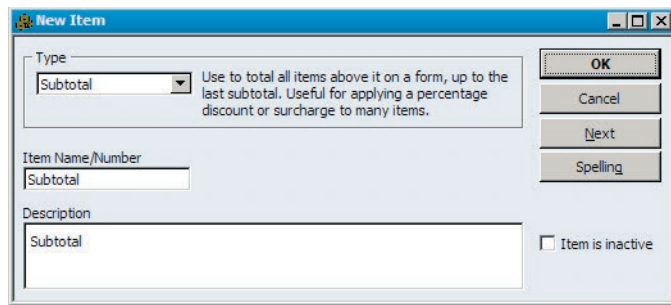 New Item
Type
Subtotal
Use to total all items above it on a form, up to the
last subtotal. Useful for applying a percentage
discount or surcharge to many items.
OK
Cancel
Next
Spelling
Item Name/Number
Subtotal
Description
Subtotal
Item is inactive